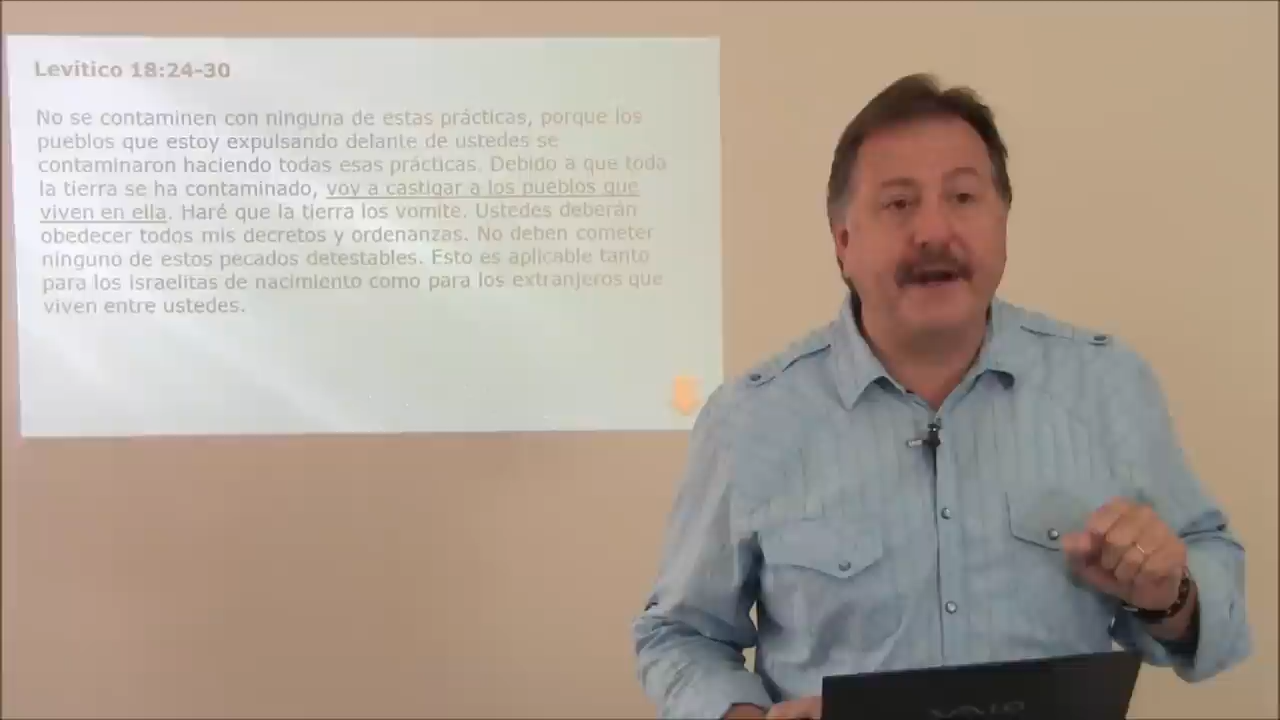 Levítico 18:24-30
No se contaminen con ninguna de estas prácticas, porque los
pueblos que estoy expulsando delante de ustedes se
contaminaron haciendo todas esas prácticas. Debido a que toda
la tierra se ha contaminado, voy a castigar a los pueblos que
viven en ella. Haré que la tierra los vomite. Ustedes deberán
obedecer todos mis decretos y ordenanzas. No deben cometer
ninguno de estos pecados detestables. Esto es aplicable tanto
para los israelitas de nacimiento como para los extranjeros que
viven entre ustedes.
VAIO